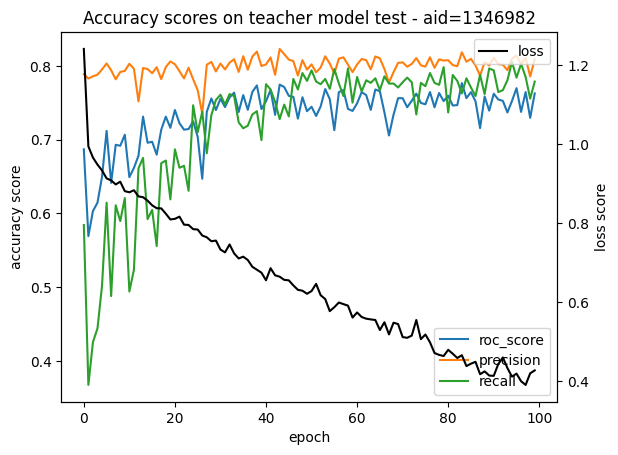 Accuracy scores on teacher model test - aid=1346982
loss
0.8
0.7
0.6
0.5
0.4
accuracy score
1.2
1.0
0.8
0.6
0.4
loss score
roc_score
precision
recall
0
20
40
60
80
100
epoch